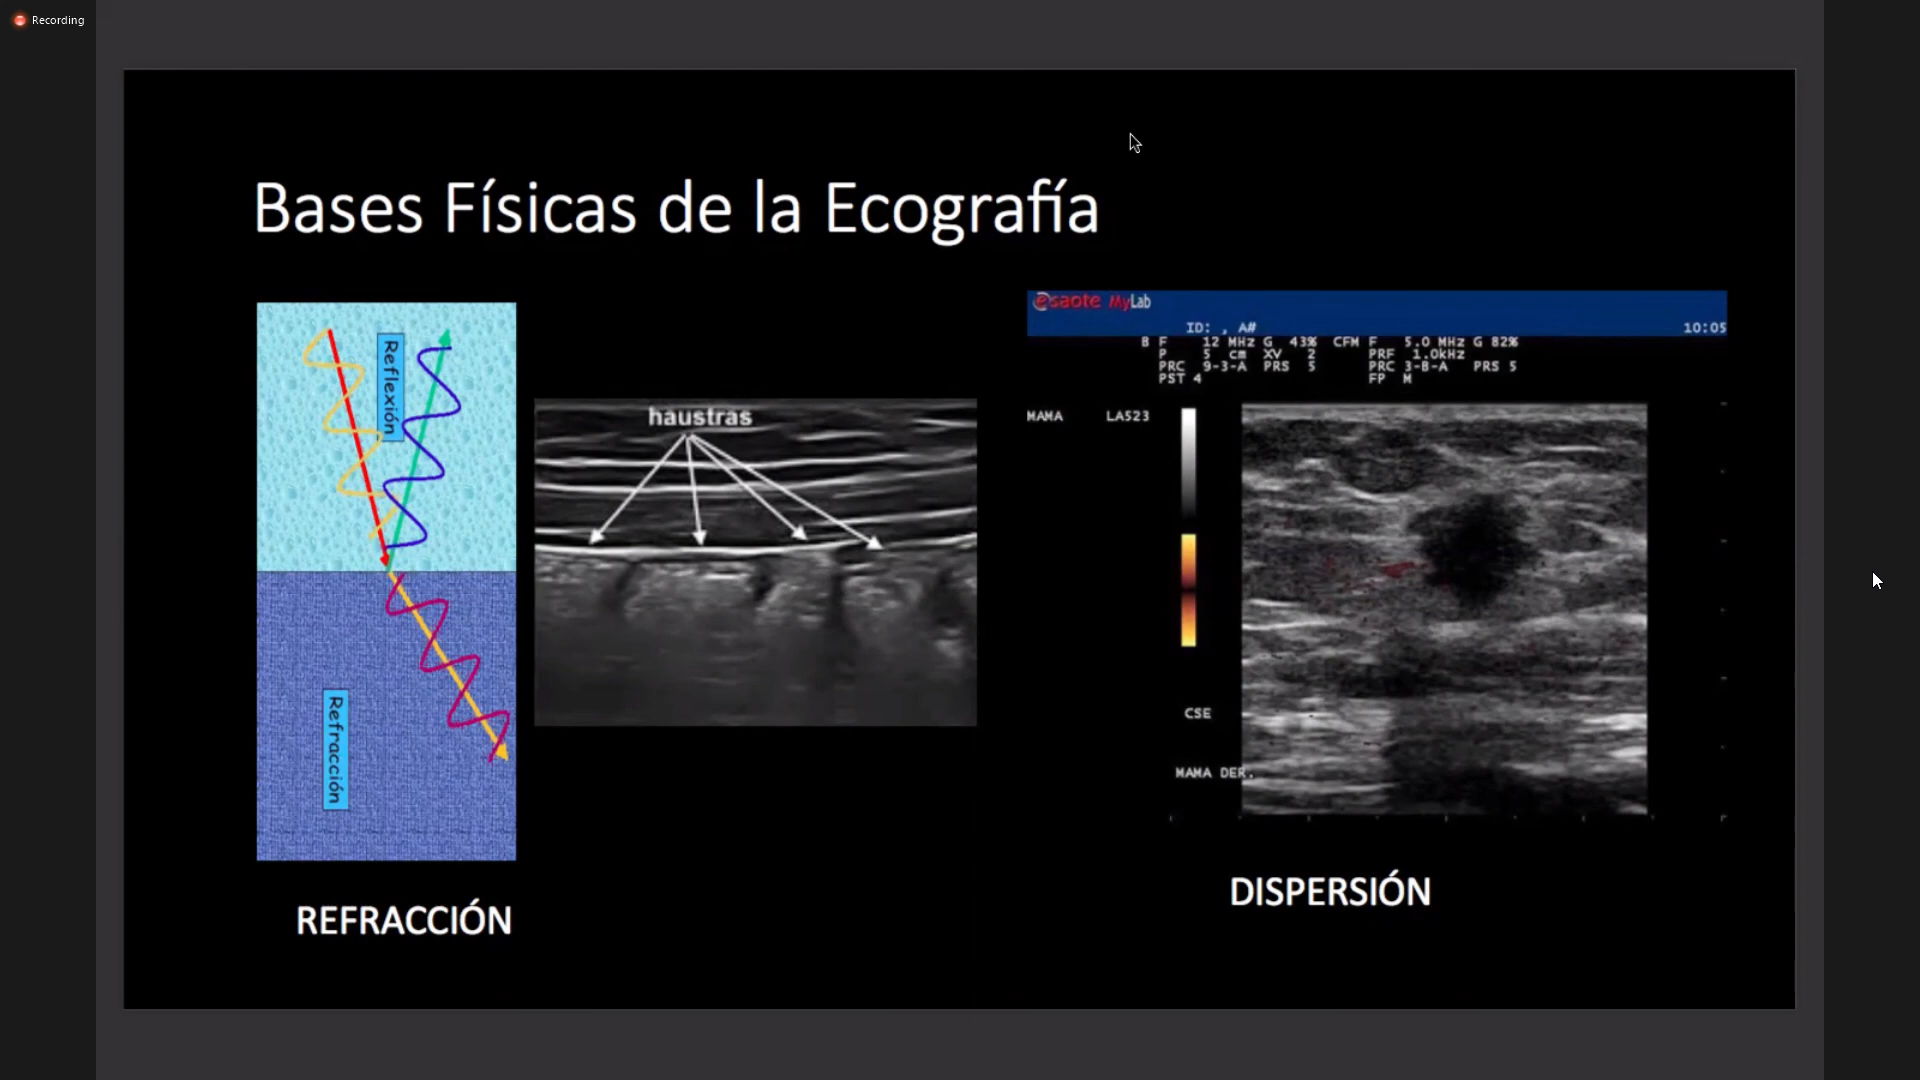 Recording
Bases Físicas de la Ecografía
Reflexión
Refracción
REFRACCIÓN
haustras
esaote MyLab
ID: , A#
10:05
B F 12 MHz G 43% CFM F 5.0 MHz G 82%
P 5 cm XV 2 PRF 1.0kHz
PRC 9-3-A PRS 5 PRC 3-B-A PRS 5
PST 4 FP M
MAMA LA523
CSE
MAMA DER.
DISPERSIÓN